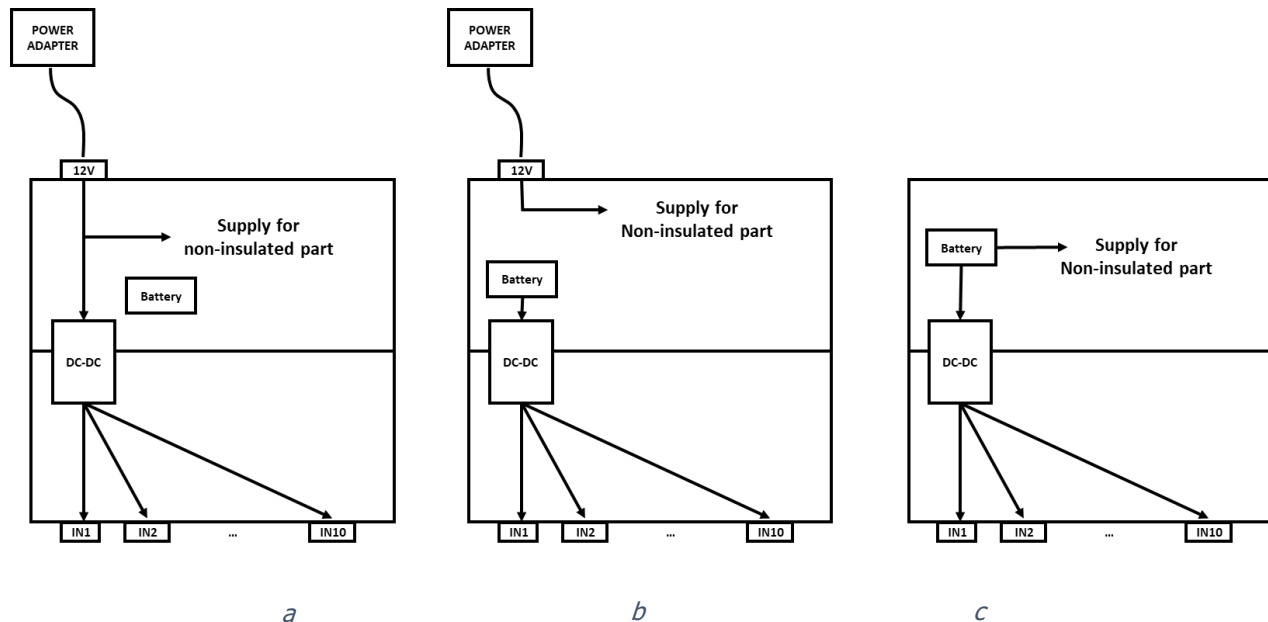 POWER
ADAPTER
12V
Supply for
non-insulated part
Battery
DC-DC
IN1
IN2
...
IN10
a
POWER
ADAPTER
12V
Supply for
Non-insulated part
Battery
DC-DC
IN1
IN2
...
IN10
b
Battery
Supply for
Non-insulated part
DC-DC
IN1
IN2
...
IN10
c